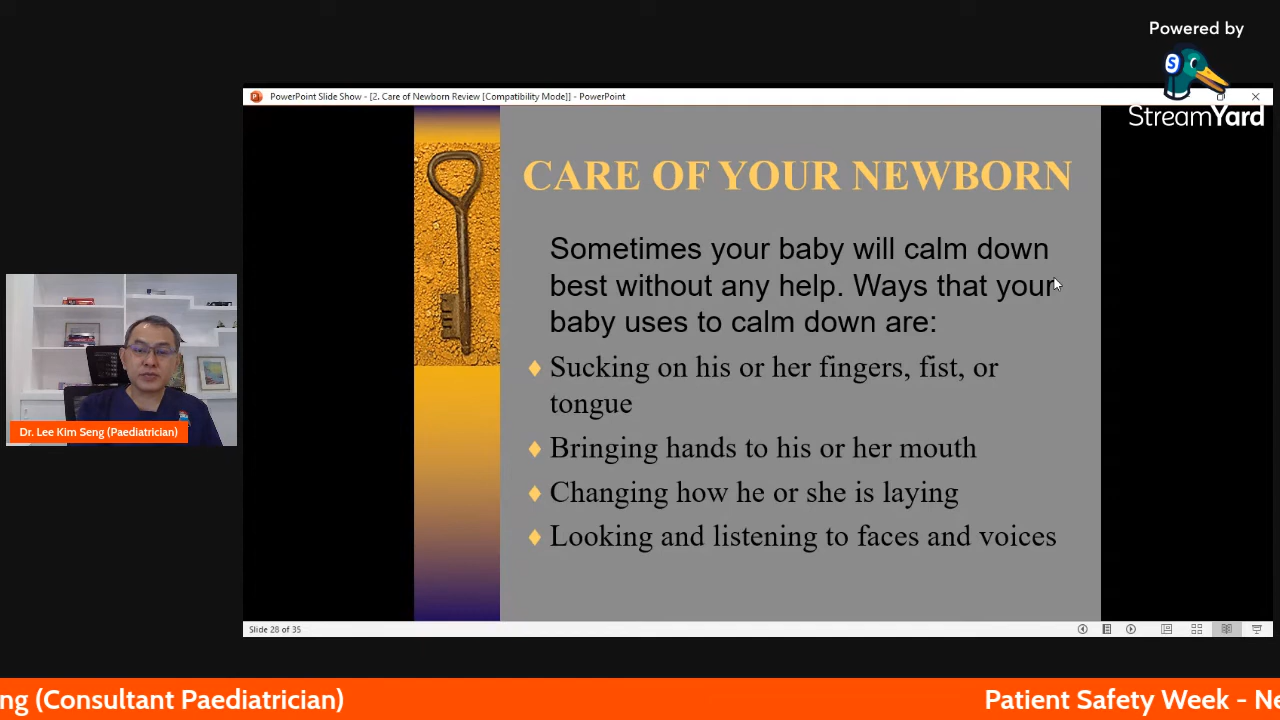 Powered by
StreamYard
PowerPoint Slide Show - [2. Care of Newborn Review [Compatibility Mode]] - PowerPoint
CARE OF YOUR NEWBORN
Sometimes your baby will calm down
best without any help. Ways that your
baby uses to calm down are:
Sucking on his or her fingers, fist, or
tongue
Bringing hands to his or her mouth
Changing how he or she is laying
Looking and listening to faces and voices
Dr. Lee Kim Seng (Paediatrician)
Slide 28 of 35
ng (Consultant Paediatrician)
Patient Safety Week - Ne